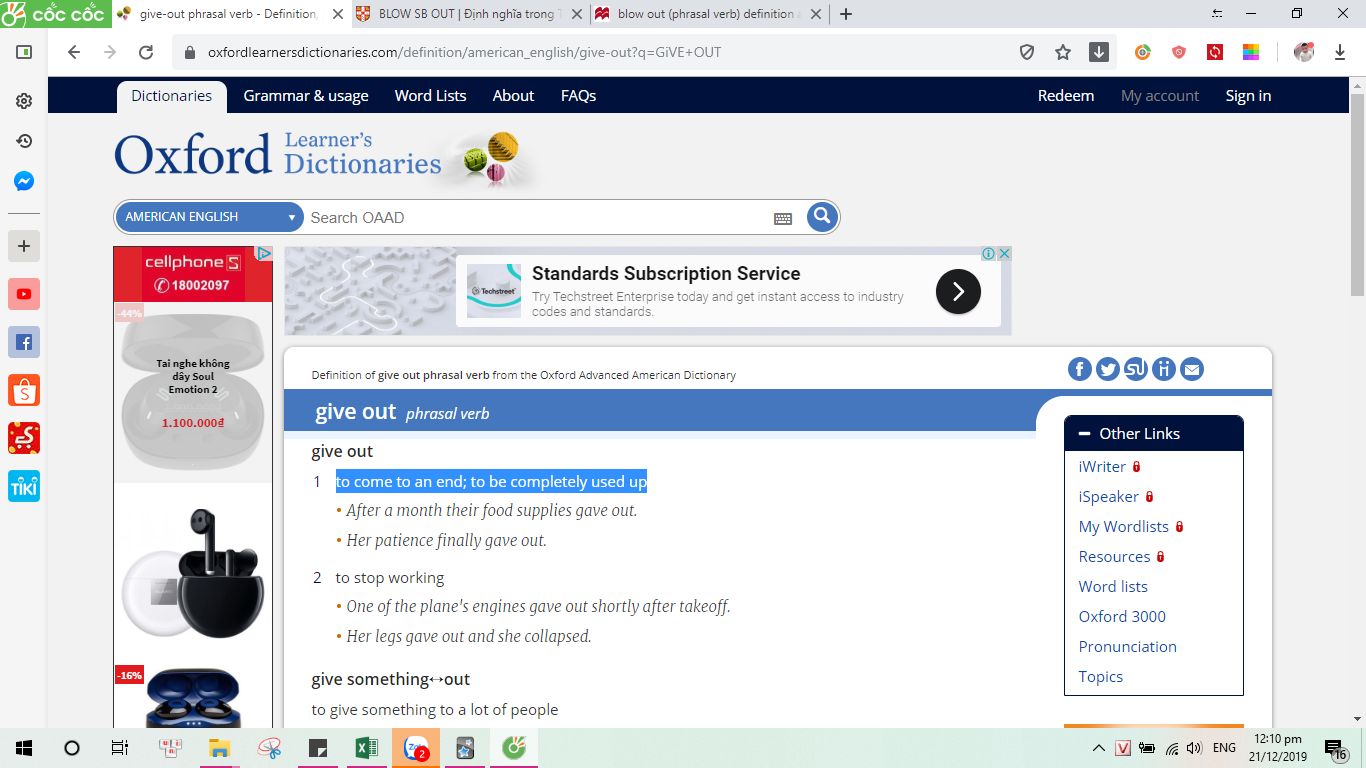 CỐC CỐC
give-out phrasal verb - Definition,
BLOW SB OUT | Định nghĩa trong T
blow out (phrasal verb) definition a
oxfordlearnersdictionaries.com/definition/american_english/give-out?q=GiVE+OUT
Dictionaries Grammar & usage Word Lists About FAQs Redeem My account Sign in
Oxford Learner's Dictionaries
AMERICAN ENGLISH Search OAAD
cellphone S
18002097
-44%
Tai nghe không
dây Soul
Emotion 2
1.100.000₫
-16%
Techstreet
Standards Subscription Service
Try Techstreet Enterprise today and get instant access to industry
codes and standards.
Definition of give out phrasal verb from the Oxford Advanced American Dictionary
give out phrasal verb
give out
1 to come to an end; to be completely used up
• After a month their food supplies gave out.
• Her patience finally gave out.
2 to stop working
• One of the plane's engines gave out shortly after takeoff.
• Her legs gave out and she collapsed.
give something↔out
to give something to a lot of people
Other Links
iWriter
iSpeaker
My Wordlists
Resources
Word lists
Oxford 3000
Pronunciation
Topics
TIKI
2
V
ENG
12:10 pm
21/12/2019
16